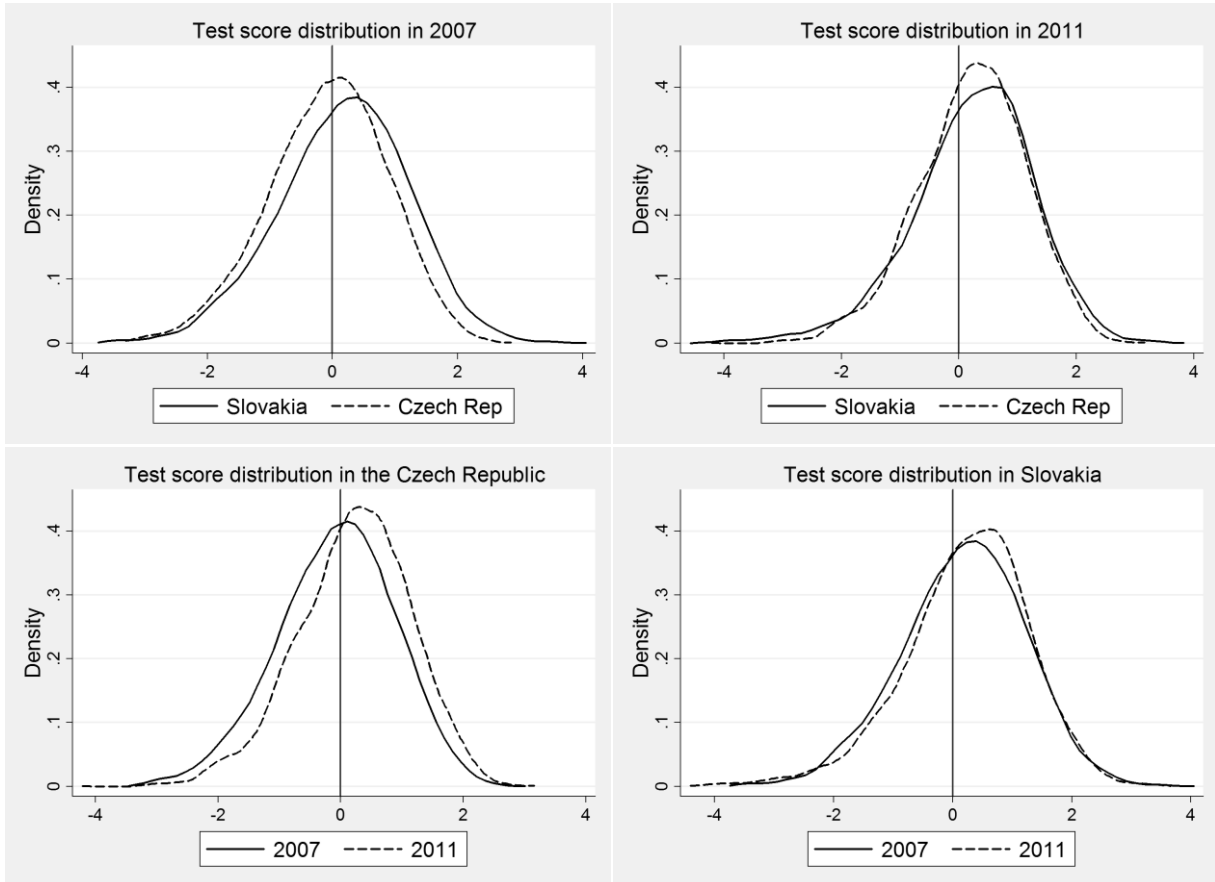 Test score distribution in 2007
Density
.4
.3
.2
.1
0
-4 -2 0 2 4
Slovakia Czech Rep
Test score distribution in 2011
Density
.4
.3
.2
.1
0
-4 -2 0 2 4
Slovakia Czech Rep
Test score distribution in the Czech Republic
Density
.4
.3
.2
.1
0
-4 -2 0 2 4
2007 2011
Test score distribution in Slovakia
Density
.4
.3
.2
.1
0
-4 -2 0 2 4
2007 2011